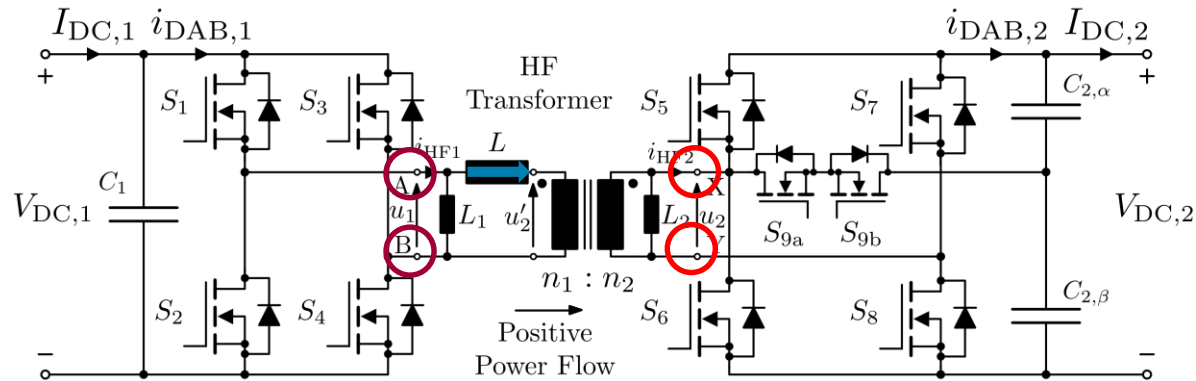 I_DC,1
i_DAB,1
HF
Transformer
i_DAB,2
I_DC,2
+
+
S_1
S_3
S_5
S_7
C_2,α
i_HF1
L
i_HF2
A
X
C_1
V_DC,1
u_1
L_1
u'_2
L_2
u_2
S_9a
S_9b
V_DC,2
B
Y
n_1 : n_2
S_2
S_4
Positive
Power Flow
S_6
S_8
C_2,β
−
−